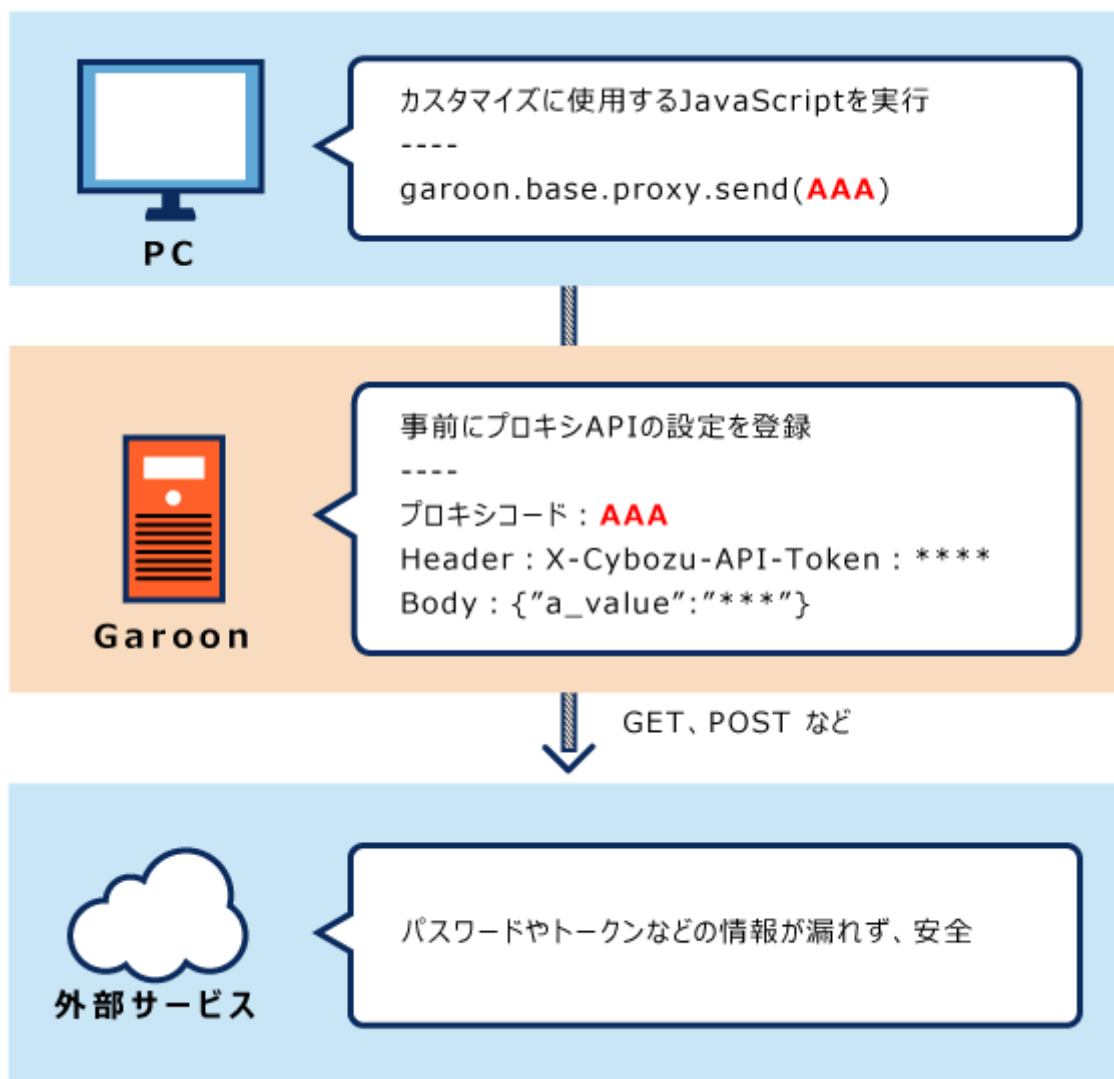 カスタマイズに使用するJavaScriptを実行
----
garoon.base.proxy.send(AAA)
PC
事前にプロキシAPIの設定を登録
----
プロキシコード : AAA
Header : X-Cybozu-API-Token : ****
Body : {”a_value”:”***”}
Garoon
GET、POST など
パスワードやトークンなどの情報が漏れず、安全
外部サービス